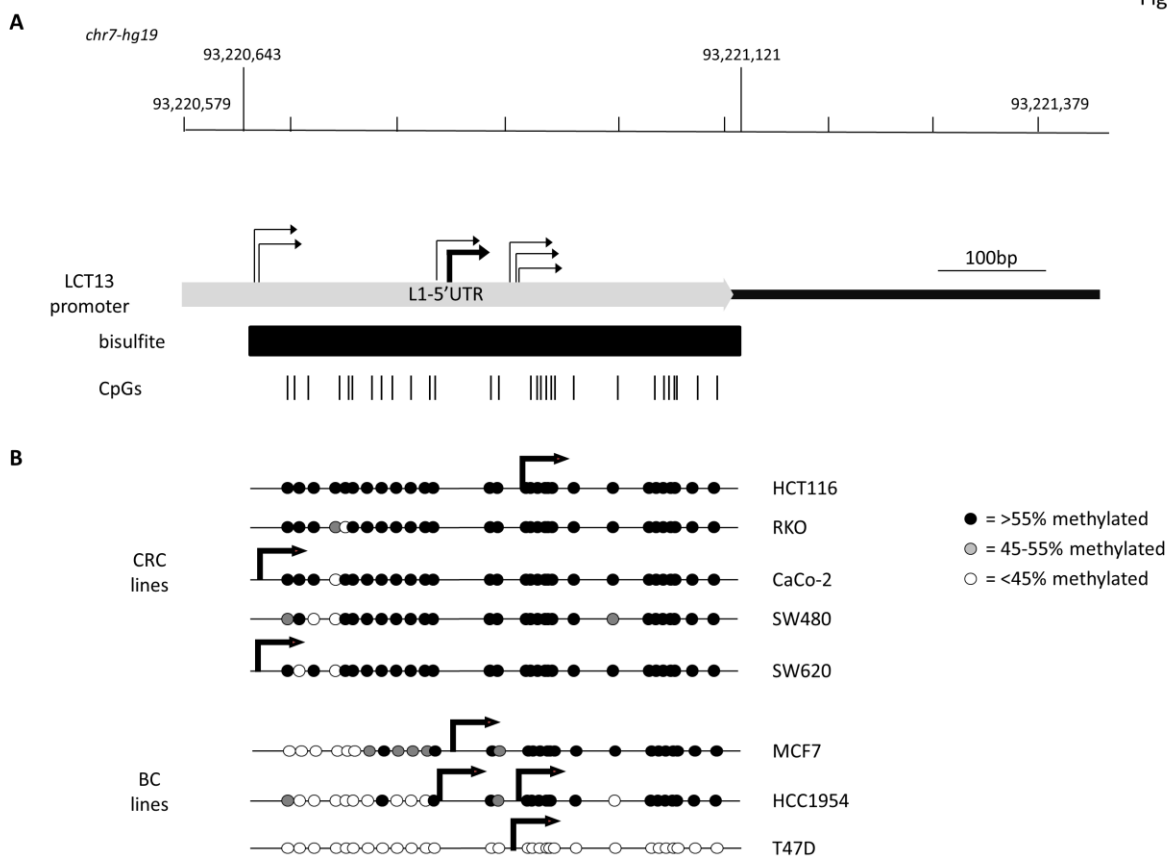 Fig
A
chr7-hg19
93,220,643
93,221,121
93,220,579
93,221,379
100bp
LCT13
promoter
L1-5'UTR
bisulfite
CpGs
B
HCT116
RKO
CRC
lines
CaCo-2
SW480
SW620
= >55% methylated
= 45-55% methylated
= <45% methylated
MCF7
BC
lines
HCC1954
T47D